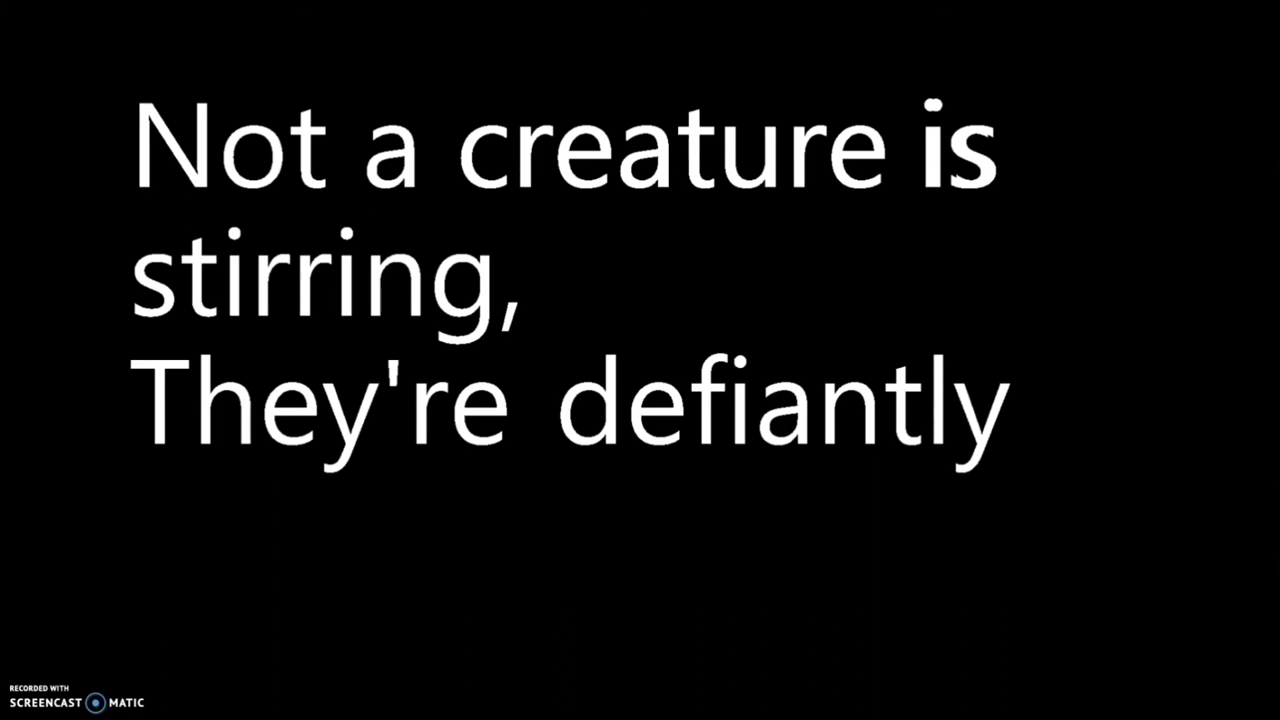 Not a creature is
stirring,
They're defiantly
RECORDED WITH
SCREENCAST MATIC